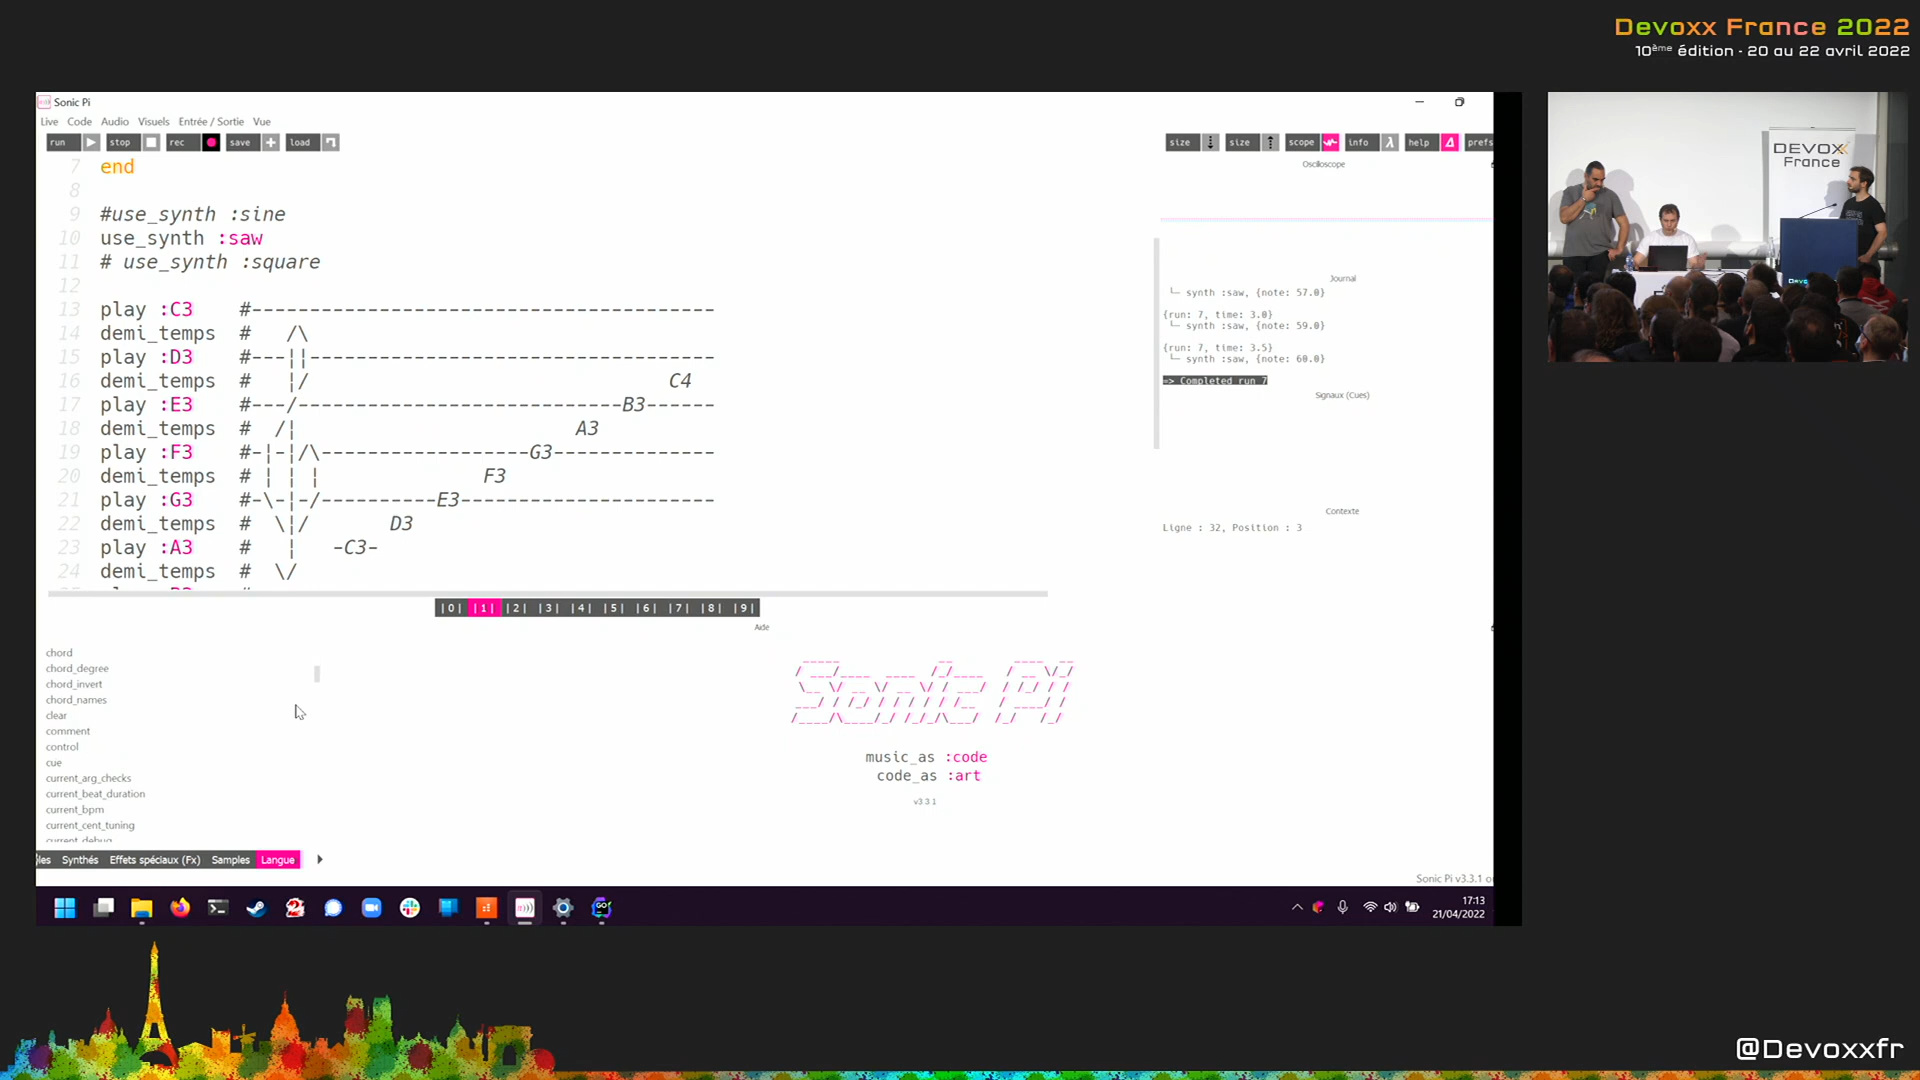 Devoxx France 2022
10ème édition - 20 au 22 avril 2022
Sonic Pi
Live Code Audio Visuels Entrée / Sortie Vue
run stop rec save load size size scope info help prefs
Osciloscope
7 end
8
9 #use_synth :sine
10 use_synth :saw
11 # use_synth :square
12
13 play :C3 #----------------------------------------
14 demi_temps # /\
15 play :D3 #---||-----------------------------------
16 demi_temps # |/ C4
17 play :E3 #---/----------------------------B3------
18 demi_temps # /| A3
19 play :F3 #-|-|/\------------------G3--------------
20 demi_temps # | | | F3
21 play :G3 #-\-|-/----------E3----------------------
22 demi_temps # \|/ D3
23 play :A3 # | -C3-
24 demi_temps # \/
Journal
└─ synth :saw, {note: 57.0}
{run: 7, time: 3.0}
└─ synth :saw, {note: 59.0}
{run: 7, time: 3.5}
└─ synth :saw, {note: 60.0}
=> Completed run 7
Signaux (Cues)
Contexte
Ligne : 32, Position : 3
|0| |1| |2| |3| |4| |5| |6| |7| |8| |9|
Aide
chord
chord_degree
chord_invert
chord_names
clear
comment
control
cue
current_arg_checks
current_beat_duration
current_bpm
current_cent_tuning
current_debug
Sonic Pi
music_as :code
code_as :art
v3.3.1
les Synthés Effets spéciaux (Fx) Samples Langue
Sonic Pi v3.3.1 o
17:13
21/04/2022
DEVOXX
France
@Devoxxfr